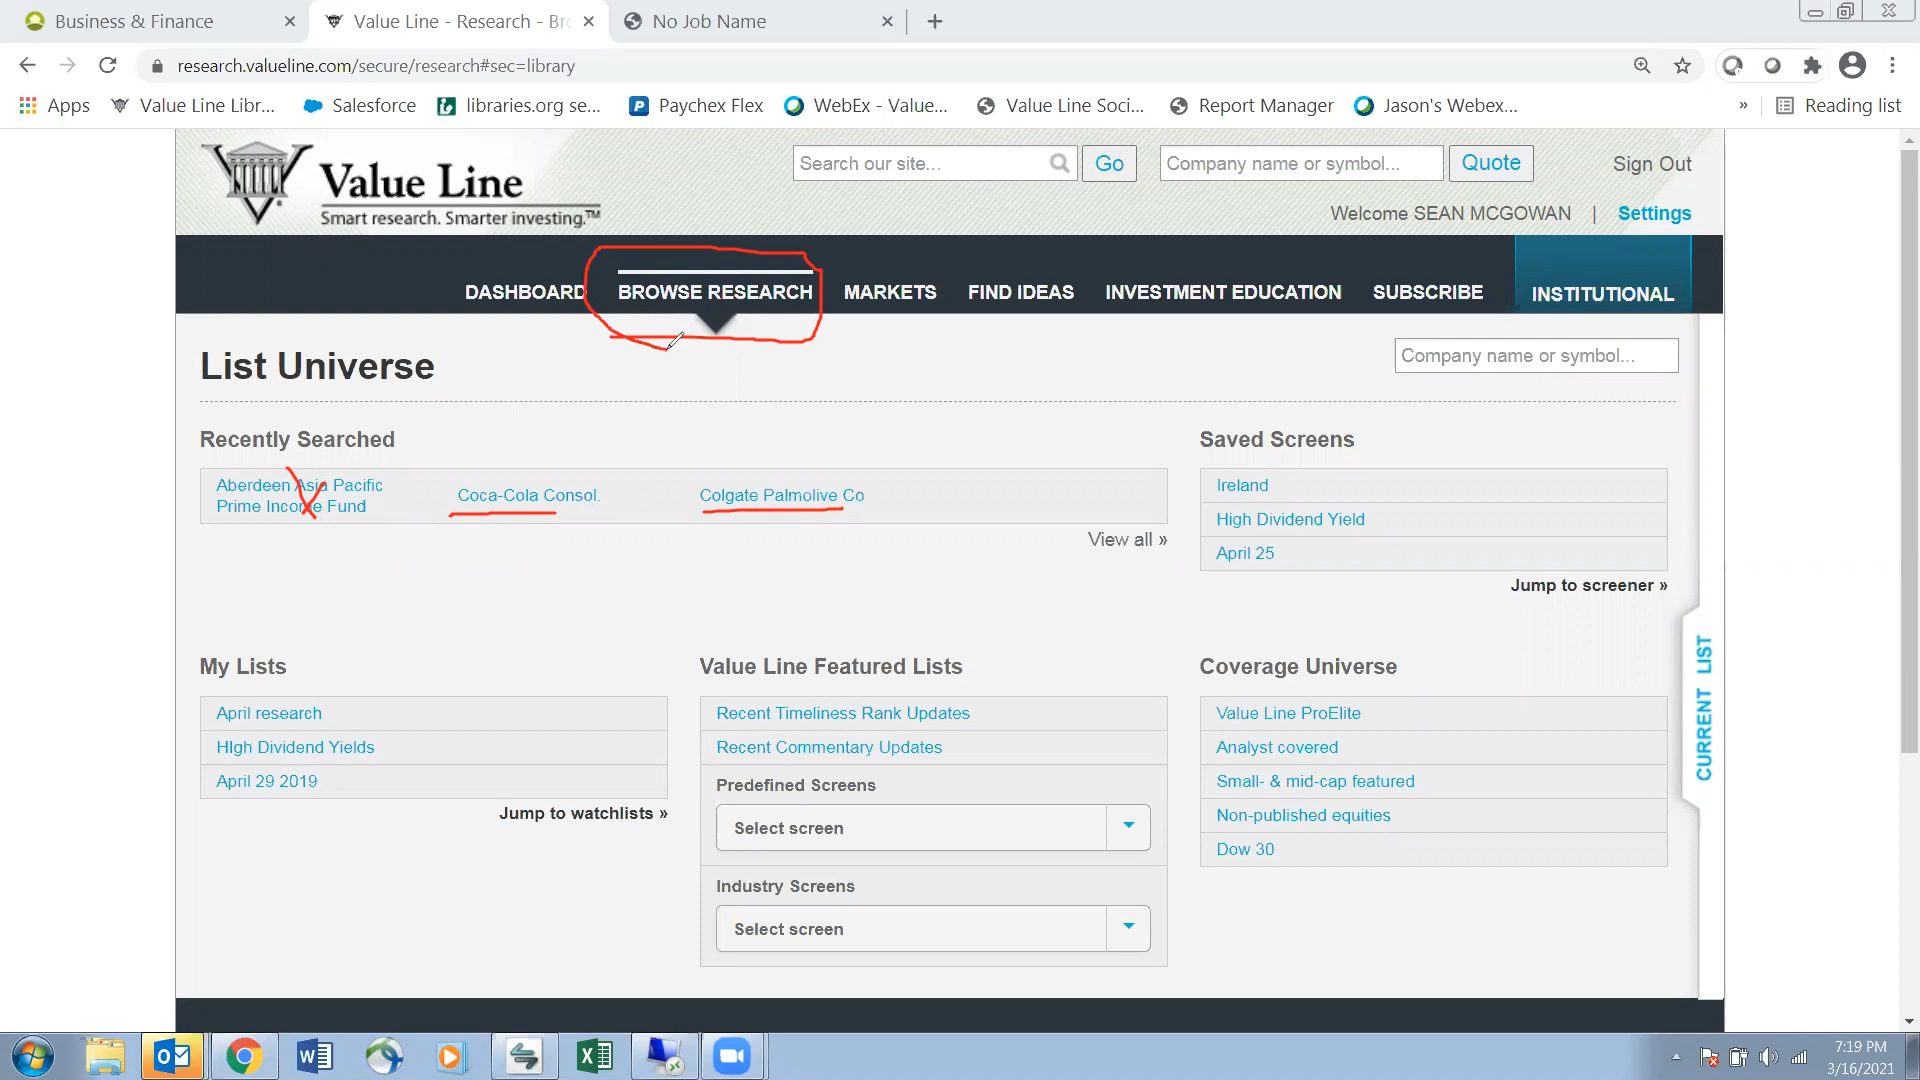 Business & Finance
Value Line - Research - Bro
No Job Name
research.valueline.com/secure/research#sec=library
Apps
Value Line Libr...
Salesforce
libraries.org se...
Paychex Flex
WebEx - Value...
Value Line Soci...
Report Manager
Jason's Webex...
»
Reading list
Value Line
Smart research. Smarter investing.™
Search our site...
Go
Company name or symbol...
Quote
Sign Out
Welcome SEAN MCGOWAN | Settings
DASHBOARD
BROWSE RESEARCH
MARKETS
FIND IDEAS
INVESTMENT EDUCATION
SUBSCRIBE
INSTITUTIONAL
List Universe
Company name or symbol...
Recently Searched
Aberdeen Asia Pacific
Prime Income Fund
Coca-Cola Consol.
Colgate Palmolive Co
View all »
Saved Screens
Ireland
High Dividend Yield
April 25
Jump to screener »
My Lists
April research
HIgh Dividend Yields
April 29 2019
Jump to watchlists »
Value Line Featured Lists
Recent Timeliness Rank Updates
Recent Commentary Updates
Predefined Screens
Select screen
Industry Screens
Select screen
Coverage Universe
Value Line ProElite
Analyst covered
Small- & mid-cap featured
Non-published equities
Dow 30
CURRENT LIST
7:19 PM
3/16/2021